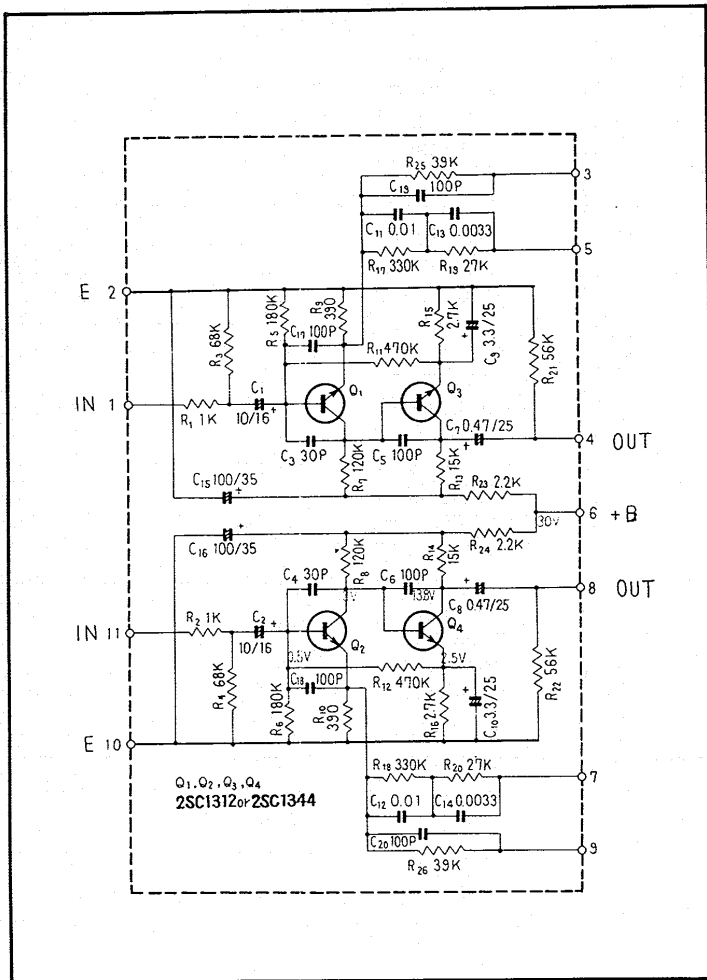 R25 39K
3
C19 100P
C11 0.01
C13 0.0033
5
R17 330K
R19 27K
E 2
R3 68K
R5 180K
R9 390
C17 100P
R15 2.7K
C9 3.3/25
R11 470K
R21 56K
IN 1
R1 1K
C1 10/16 +
Q1
Q3
C3 30P
C5 100P
C7 0.47/25
+
4 OUT
R7 120K
R13 15K
C15 100/35 +
R23 2.2K
6 +B
30V
C16 100/35 +
R24 2.2K
R8 120K
R14 15K
C4 30P
C6 100P
13.8V
+
8 OUT
C8 0.47/25
IN 11
R2 1K
C2 10/16 +
Q2
Q4
0.5V
2.5V
R4 68K
C18 100P
R12 470K
R22 56K
R6 180K
R10 390
R16 2.7K
+
C10 3.3/25
E 10
Q1, Q2, Q3, Q4
2SC1312 or 2SC1344
R18 330K
R20 27K
7
C12 0.01
C14 0.0033
C20 100P
9
R26 39K